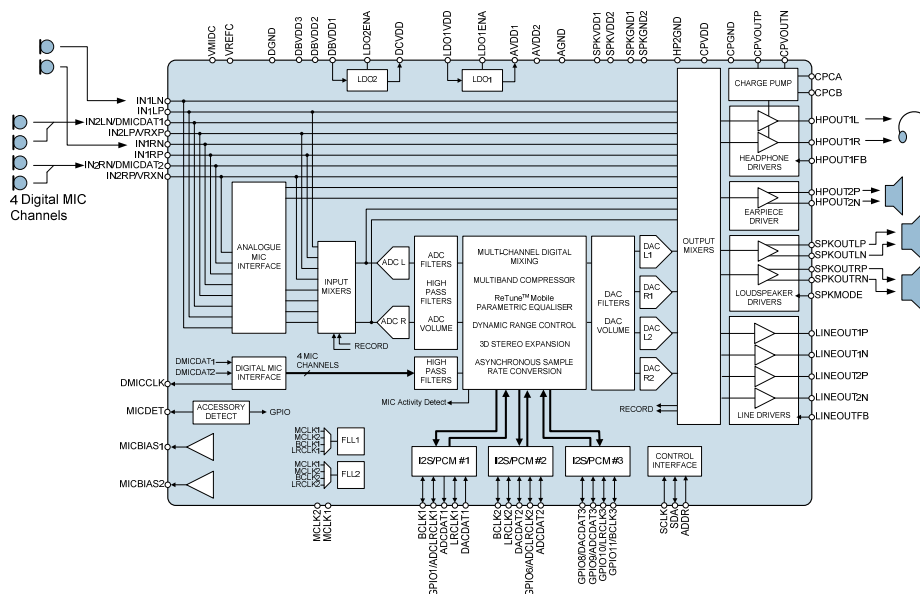 VMIDC
VREFC
DGND
DBVDD3
DBVDD2
DBVDD1
LDO2ENA
DCVDD
LDO1VDD
LDO1ENA
AVDD1
AVDD2
AGND
SPKVDD1
SPKVDD2
SPKGND1
SPKGND2
HP2GND
CPVDD
CPGND
CPVOUTP
CPVOUTN
LDO2
LDO1
CHARGE PUMP
CPCA
CPCB
IN1LN
IN1LP
IN2LN/DMICDAT1
IN2LP/VRXP
IN1RN
IN1RP
IN2RN/DMICDAT2
IN2RP/VRXN
4 Digital MIC
Channels
HPOUT1L
HPOUT1R
HPOUT1FB
HEADPHONE
DRIVERS
HPOUT2P
HPOUT2N
EARPIECE
DRIVER
SPKOUTLP
SPKOUTLN
SPKOUTRP
SPKOUTRN
SPKMODE
LOUDSPEAKER
DRIVERS
LINEOUT1P
LINEOUT1N
LINEOUT2P
LINEOUT2N
LINEOUTFB
LINE DRIVERS
ANALOGUE
MIC
INTERFACE
INPUT
MIXERS
RECORD
ADC L
ADC R
ADC
FILTERS
HIGH
PASS
FILTERS
ADC
VOLUME
MULTI-CHANNEL DIGITAL
MIXING
MULTIBAND COMPRESSOR
ReTune™ Mobile
PARAMETRIC EQUALISER
DYNAMIC RANGE CONTROL
3D STEREO EXPANSION
ASYNCHRONOUS SAMPLE
RATE CONVERSION
DAC
FILTERS
DAC
VOLUME
DAC
L1
DAC
R1
DAC
L2
DAC
R2
OUTPUT
MIXERS
RECORD
DMICDAT1
DMICDAT2
DIGITAL MIC
INTERFACE
4 MIC
CHANNELS
HIGH PASS
FILTERS
MIC Activity Detect
DMICCLK
MICDET
ACCESSORY
DETECT
GPIO
MICBIAS1
MICBIAS2
MCLK1
MCLK2
BCLK1
LRCLK1
FLL1
MCLK1
MCLK2
BCLK2
LRCLK2
FLL2
I2S/PCM #1
I2S/PCM #2
I2S/PCM #3
CONTROL
INTERFACE
MCLK2
MCLK1
BCLK1
GPIO1/ADCLRCLK1
ADCDAT1
LRCLK1
DACDAT1
BCLK2
LRCLK2
DACDAT2
GPIO6/ADCLRCLK2
ADCDAT2
GPIO8/DACDAT3
GPIO9/ADCDAT3
GPIO10/LRCLK3
GPIO11/BCLK3
SCLK
SDA
ADDR